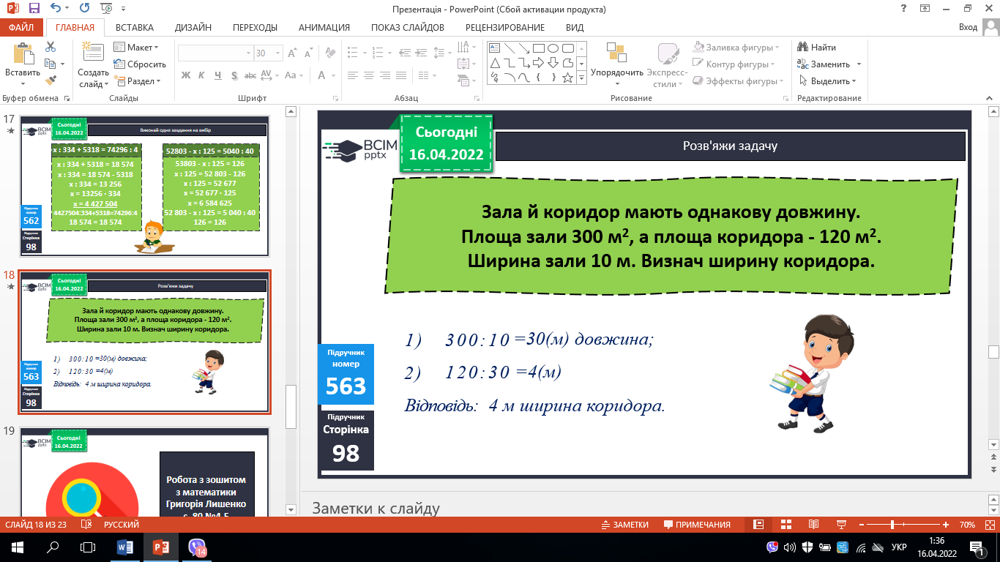 Презентація - PowerPoint (Сбой активации продукта)
ФАЙЛ ГЛАВНАЯ ВСТАВКА ДИЗАЙН ПЕРЕХОДЫ АНИМАЦИЯ ПОКАЗ СЛАЙДОВ РЕЦЕНЗИРОВАНИЕ ВИД Вход
Вставить
Буфер обмена
Создать слайд
Макет
Сбросить
Раздел
Слайды
30
Ж К Ч S abc AV Aa A
Шрифт
Абзац
Упорядочить
Экспресс-стили
Заливка фигуры
Контур фигуры
Эффекты фигуры
Рисование
Найти
Заменить
Выделить
Редактирование
17
Сьогодні
16.04.2022
ВСІМ
pptx
Виконай одне завдання на вибір
x : 334 + 5318 = 74296 : 4
x : 334 + 5318 = 18 574
x : 334 = 18 574 - 5318
x : 334 = 13 256
x = 13256 · 334
x = 4 427 504
4427504:334+5318=74296:4
18 574 = 18 574
52803 - x : 125 = 5040 : 40
53803 - x : 125 = 126
x : 125 = 52 803 - 126
x : 125 = 52 677
x = 52 677 · 125
x = 6 584 625
52 803 - x : 125 = 5 040 : 40
126 = 126
Підручник
номер
562
Підручник
Сторінка
98
18
Сьогодні
16.04.2022
ВСІМ
pptx
Розв'яжи задачу
Зала й коридор мають однакову довжину.
Площа зали 300 м², а площа коридора - 120 м².
Ширина зали 10 м. Визнач ширину коридора.
1) 300:10=30(м) довжина;
2) 120:30=4(м)
Відповідь: 4 м ширина коридора.
Підручник
номер
563
Підручник
Сторінка
98
19
Сьогодні
16.04.2022
ВСІМ
pptx
Робота з зошитом
з математики
Григорія Лишенко
с. 80 №4-5
Сьогодні
16.04.2022
ВСІМ
pptx
Розв'яжи задачу
Зала й коридор мають однакову довжину.
Площа зали 300 м², а площа коридора - 120 м².
Ширина зали 10 м. Визнач ширину коридора.
1) 300:10=30(м) довжина;
2) 120:30=4(м)
Відповідь: 4 м ширина коридора.
Підручник
номер
563
Підручник
Сторінка
98
Заметки к слайду
СЛАЙД 18 ИЗ 23 РУССКИЙ ЗАМЕТКИ ПРИМЕЧАНИЯ 70%
14
УКР
1:36
16.04.2022
1